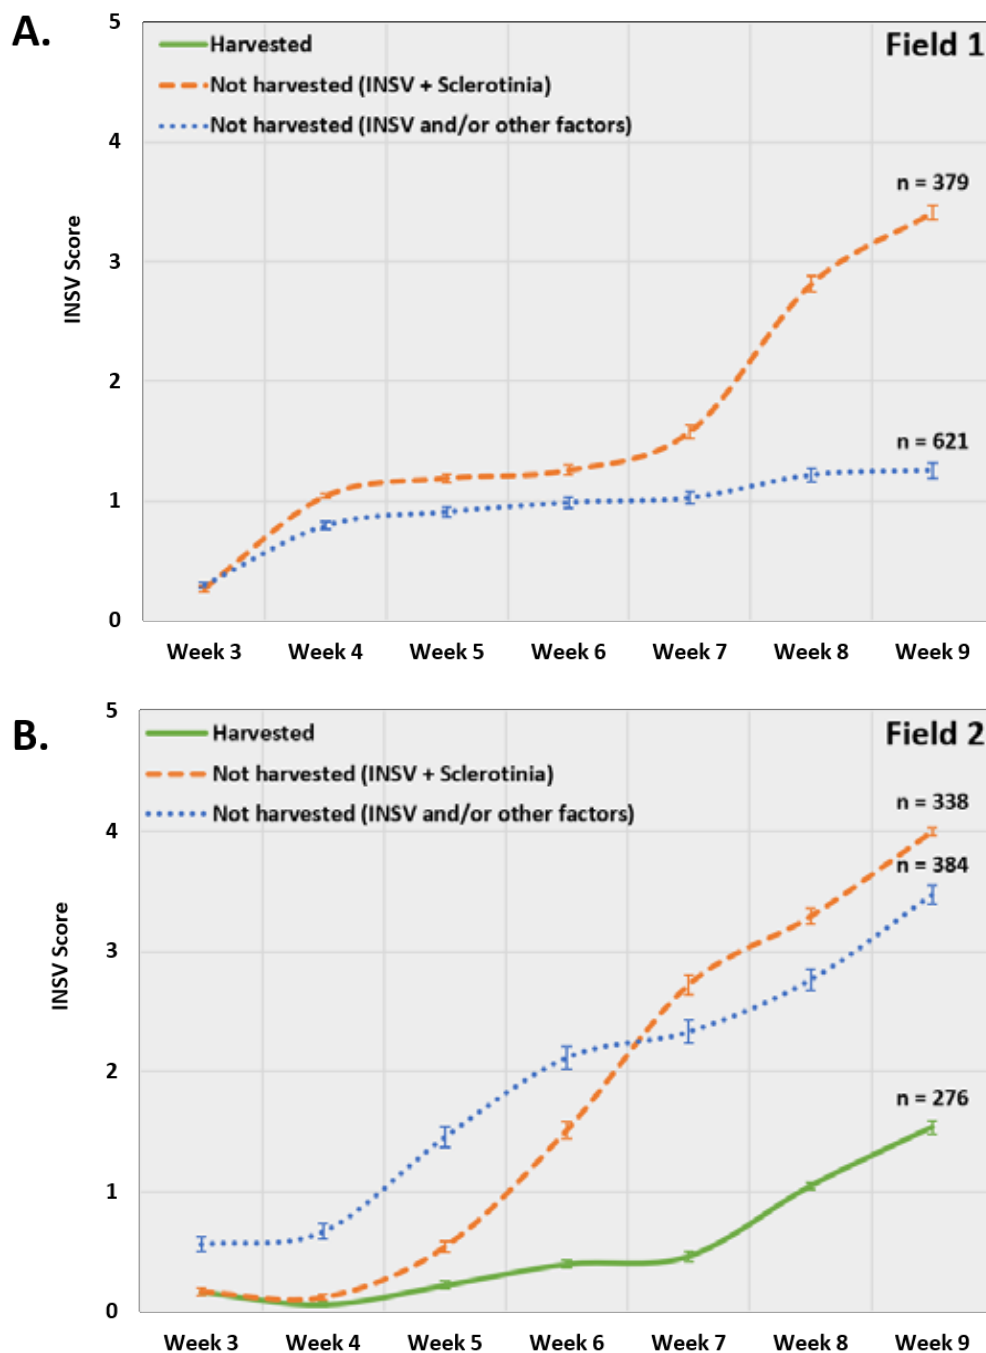 A.
Field 1
Harvested
Not harvested (INSV + Sclerotinia)
Not harvested (INSV and/or other factors)
INSV Score
5
4
3
2
1
0
n = 379
n = 621
Week 3 Week 4 Week 5 Week 6 Week 7 Week 8 Week 9
B.
Field 2
Harvested
Not harvested (INSV + Sclerotinia)
Not harvested (INSV and/or other factors)
INSV Score
5
4
3
2
1
0
n = 338
n = 384
n = 276
Week 3 Week 4 Week 5 Week 6 Week 7 Week 8 Week 9